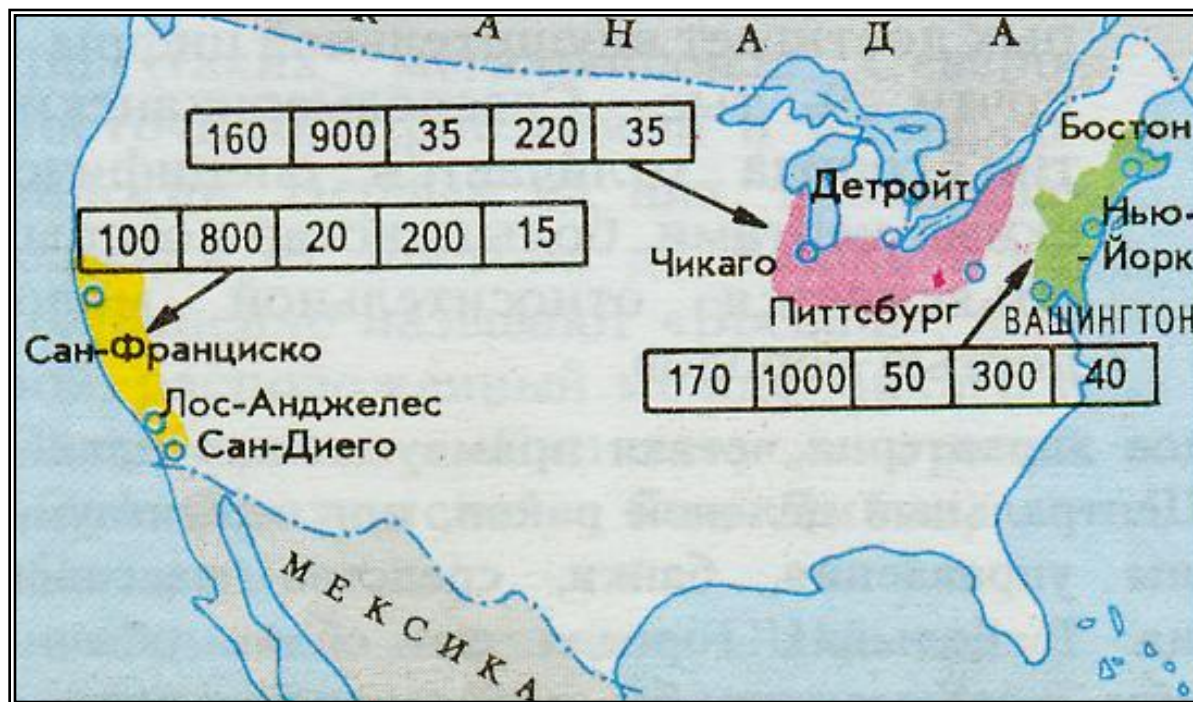 КАНАДА
160 900 35 220 35
Бостон
Детройт
100 800 20 200 15
Нью-
-Йорк
Чикаго
Питтсбург
ВАШИНГТОН
Сан-Франциско
170 1000 50 300 40
Лос-Анджелес
Сан-Диего
МЕКСИКА